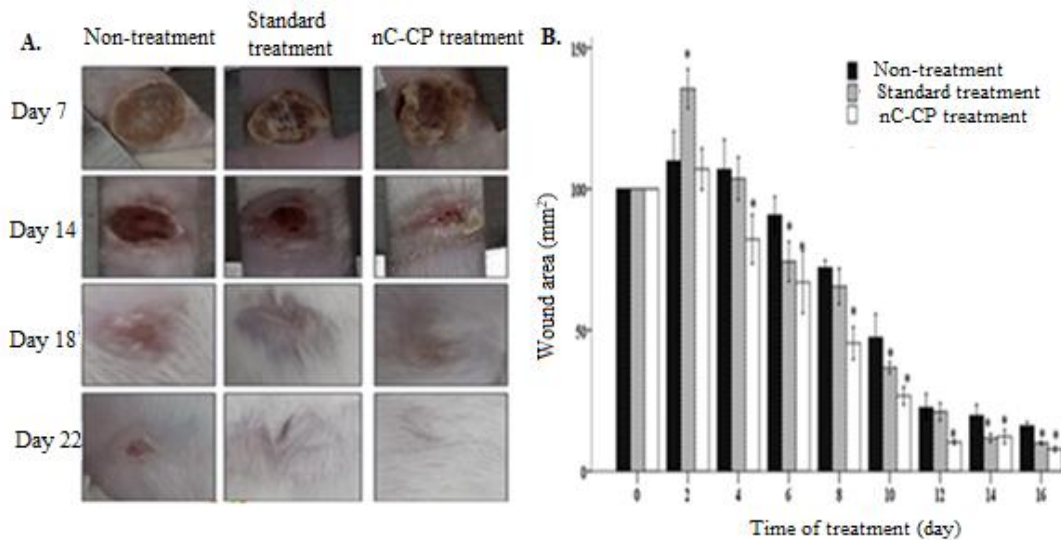 A.
Non-treatment
Standard
treatment
nC-CP treatment
Day 7
Day 14
Day 18
Day 22
B.
150
100
50
0
Wound area (mm²)
Non-treatment
Standard treatment
nC-CP treatment
0 2 4 6 8 10 12 14 16
Time of treatment (day)